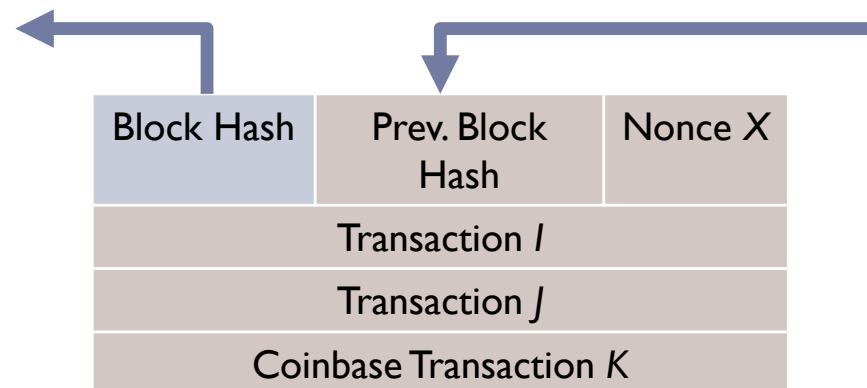 Block Hash
Prev. Block
Hash
Nonce X
Transaction I
Transaction J
Coinbase Transaction K